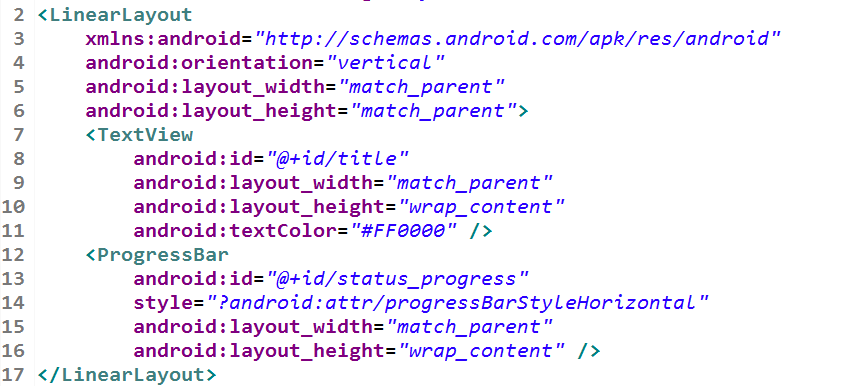 2 <LinearLayout
3     xmlns:android="http://schemas.android.com/apk/res/android"
4     android:orientation="vertical"
5     android:layout_width="match_parent"
6     android:layout_height="match_parent">
7     <TextView
8         android:id="@+id/title"
9         android:layout_width="match_parent"
10         android:layout_height="wrap_content"
11         android:textColor="#FF0000" />
12     <ProgressBar
13         android:id="@+id/status_progress"
14         style="?android:attr/progressBarStyleHorizontal"
15         android:layout_width="match_parent"
16         android:layout_height="wrap_content" />
17 </LinearLayout>